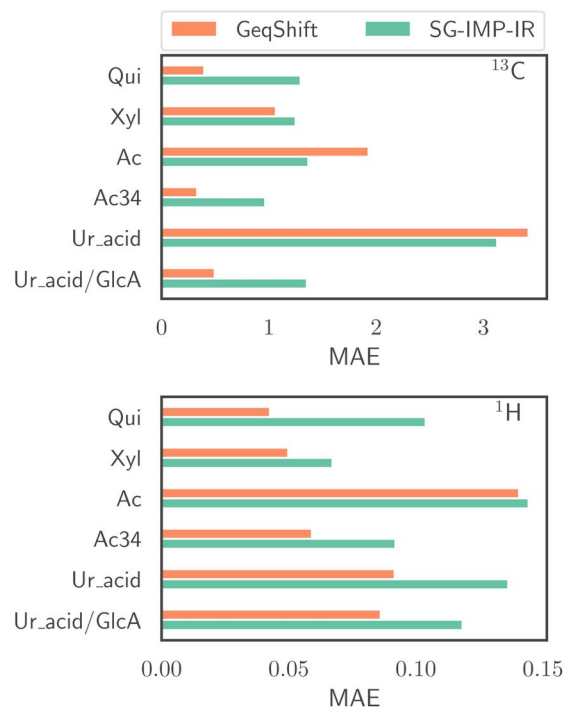 GeqShift SG-IMP-IR
¹³C
Qui
Xyl
Ac
Ac34
Ur_acid
Ur_acid/GlcA
0 1 2 3
MAE
¹H
Qui
Xyl
Ac
Ac34
Ur_acid
Ur_acid/GlcA
0.00 0.05 0.10 0.15
MAE